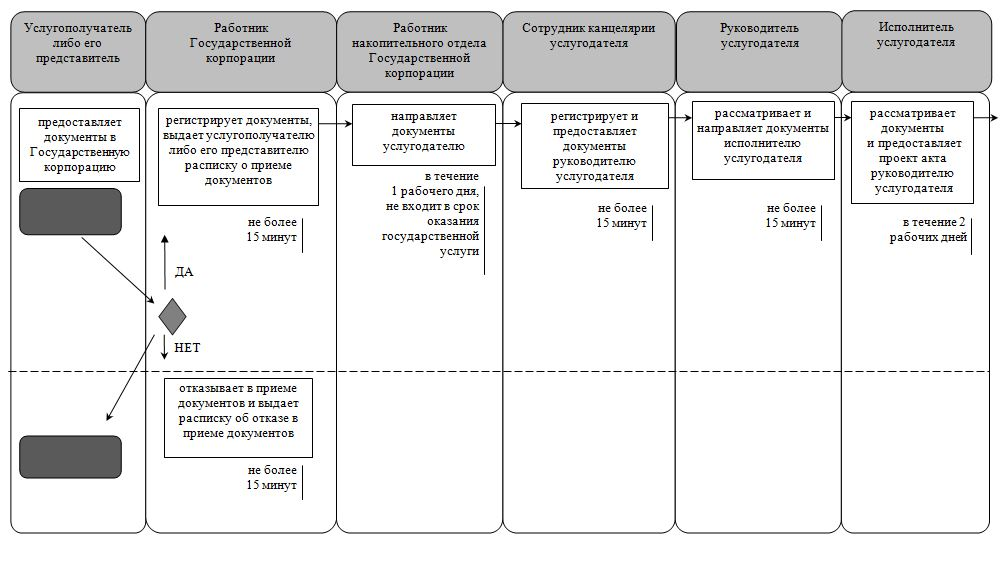 Услугополучатель
либо его
представитель
Работник
Государственной
корпорации
Работник
накопительного отдела
Государственной
корпорации
Сотрудник канцелярии
услугодателя
Руководитель
услугодателя
Исполнитель
услугодателя
предоставляет
документы в
Государственную
корпорацию
регистрирует документы,
выдает услугополучателю
либо его представителю
расписку о приеме
документов
не более
15 минут
направляет
документы
услугодателю
в течение
1 рабочего дня,
не входит в срок
оказания
государственной
услуги
регистрирует и
предоставляет
документы
руководителю
услугодателя
не более
15 минут
рассматривает и
направляет документы
исполнителю
услугодателя
не более
15 минут
рассматривает
документы
и предоставляет
проект акта
руководителю
услугодателя
в течение 2
рабочих дней
ДА
НЕТ
отказывает в приеме
документов и выдает
расписку об отказе в
приеме документов
не более
15 минут